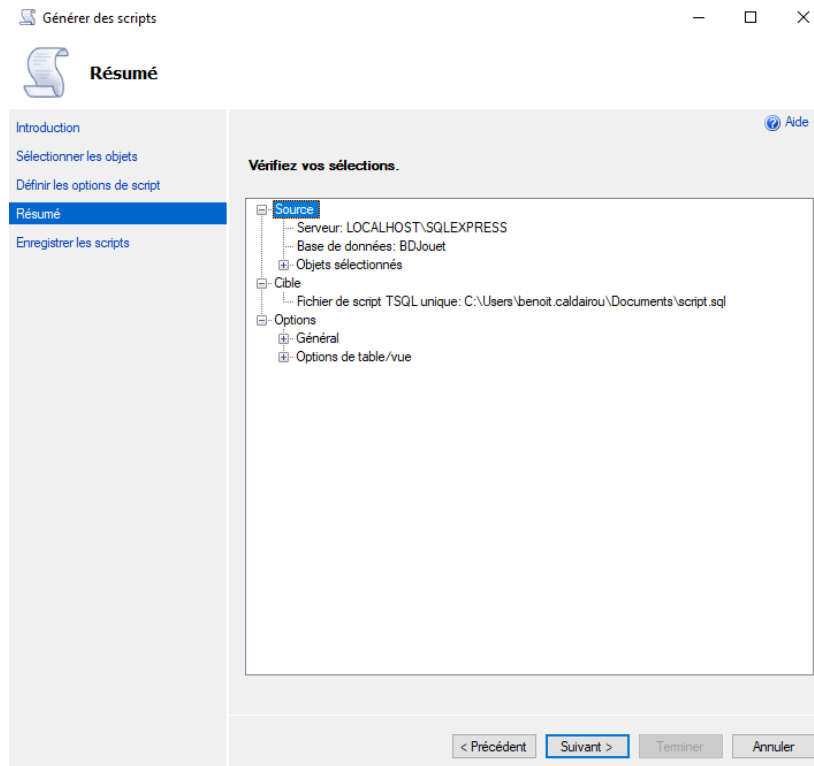 Générer des scripts
Résumé
Introduction
Sélectionner les objets
Définir les options de script
Résumé
Enregistrer les scripts
Aide
Vérifiez vos sélections.
Source
Serveur: LOCALHOST\SQLEXPRESS
Base de données: BDJouet
Objets sélectionnés
Cible
Fichier de script TSQL unique: C:\Users\benoit.caldairou\Documents\script.sql
Options
Général
Options de table/vue
< Précédent Suivant > Terminer Annuler